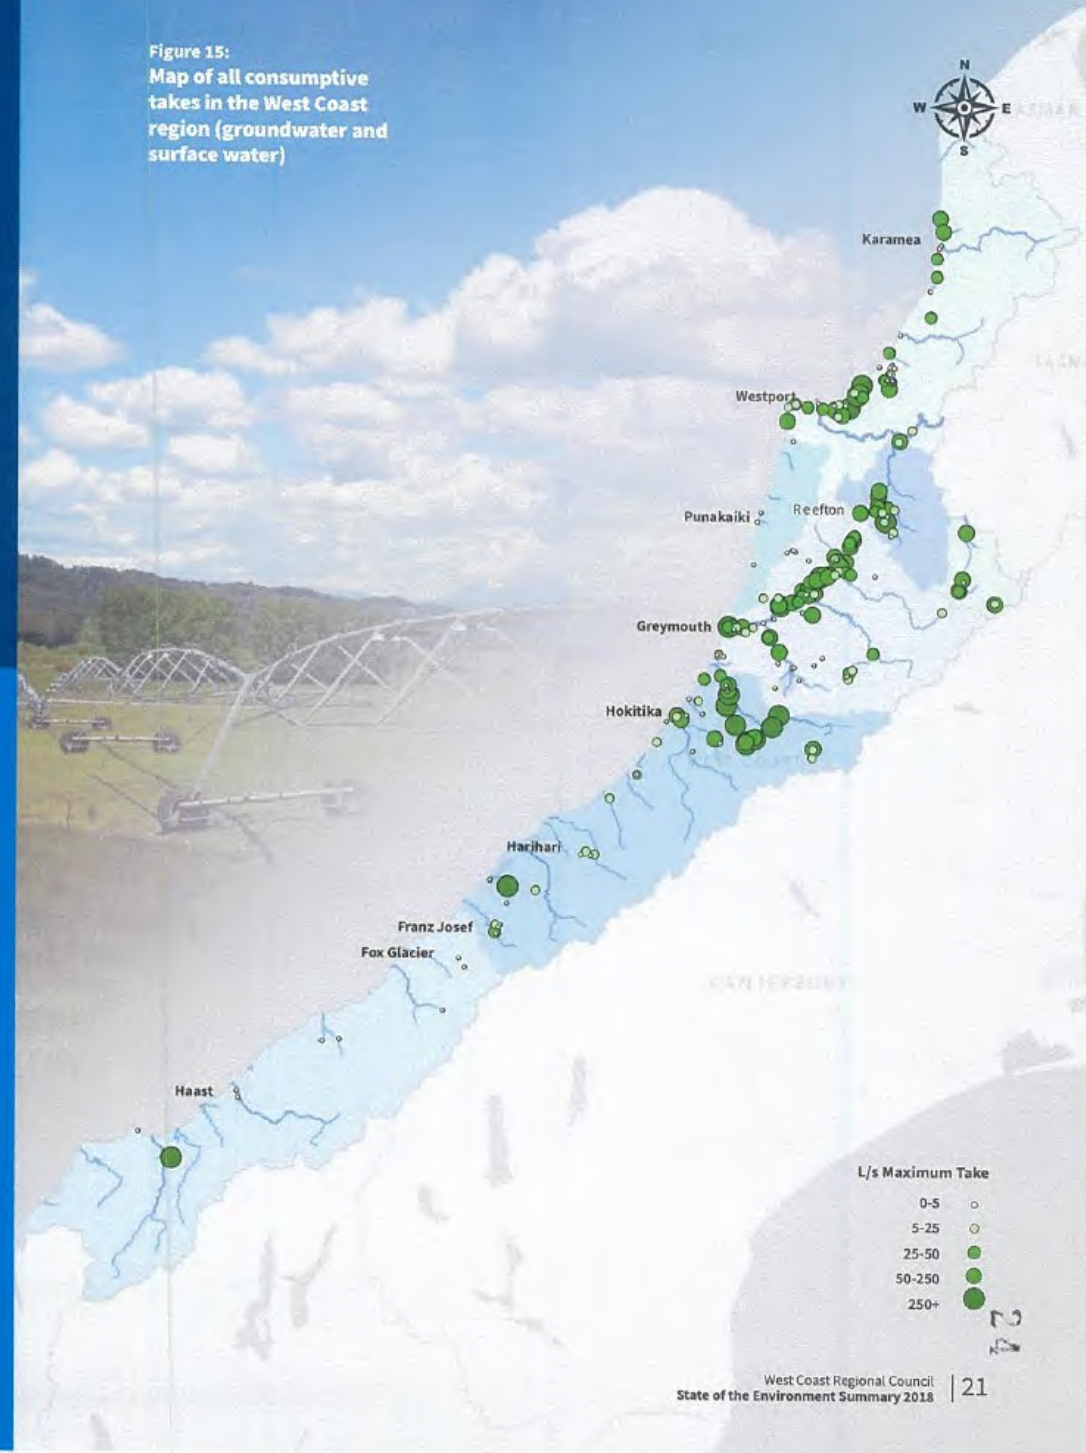 Figure 15:
Map of all consumptive
takes in the West Coast
region (groundwater and
surface water)
N
W
E
S
Karamea
Westport
Punakaiki
Reefton
Greymouth
Hokitika
Harihari
Franz Josef
Fox Glacier
CANTERBURY
Haast
L/s Maximum Take
0-5
5-25
25-50
50-250
250+
West Coast Regional Council
State of the Environment Summary 2018
21